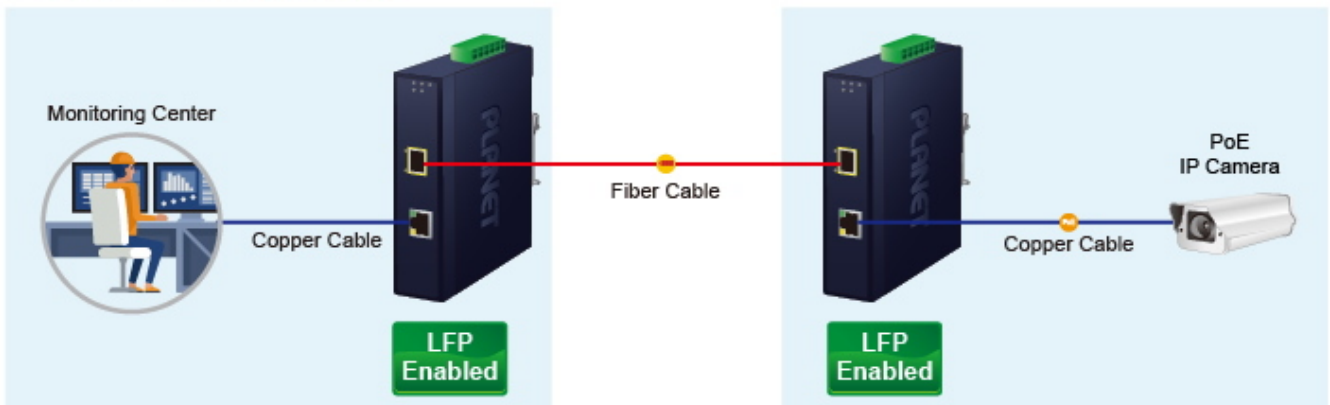 Monitoring Center
PLANET
PLANET
PoE
IP Camera
Fiber Cable
Copper Cable
Copper Cable
LFP
Enabled
LFP
Enabled